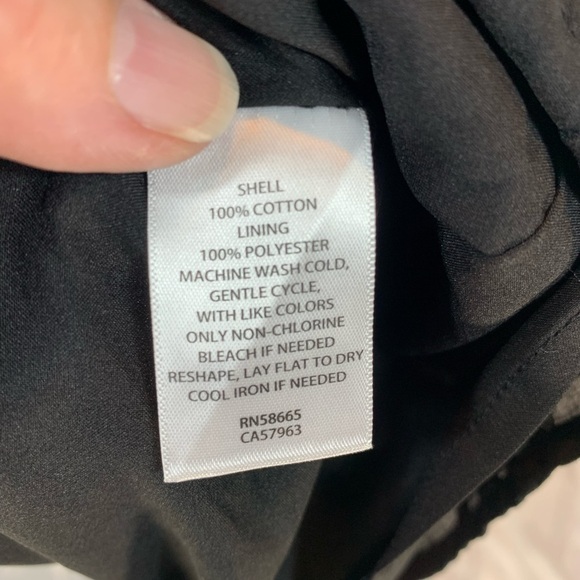 SHELL
100% COTTON
LINING
100% POLYESTER
MACHINE WASH COLD,
GENTLE CYCLE,
WITH LIKE COLORS
ONLY NON-CHLORINE
BLEACH IF NEEDED
RESHAPE, LAY FLAT TO DRY
COOL IRON IF NEEDED
RN58665
CA57963